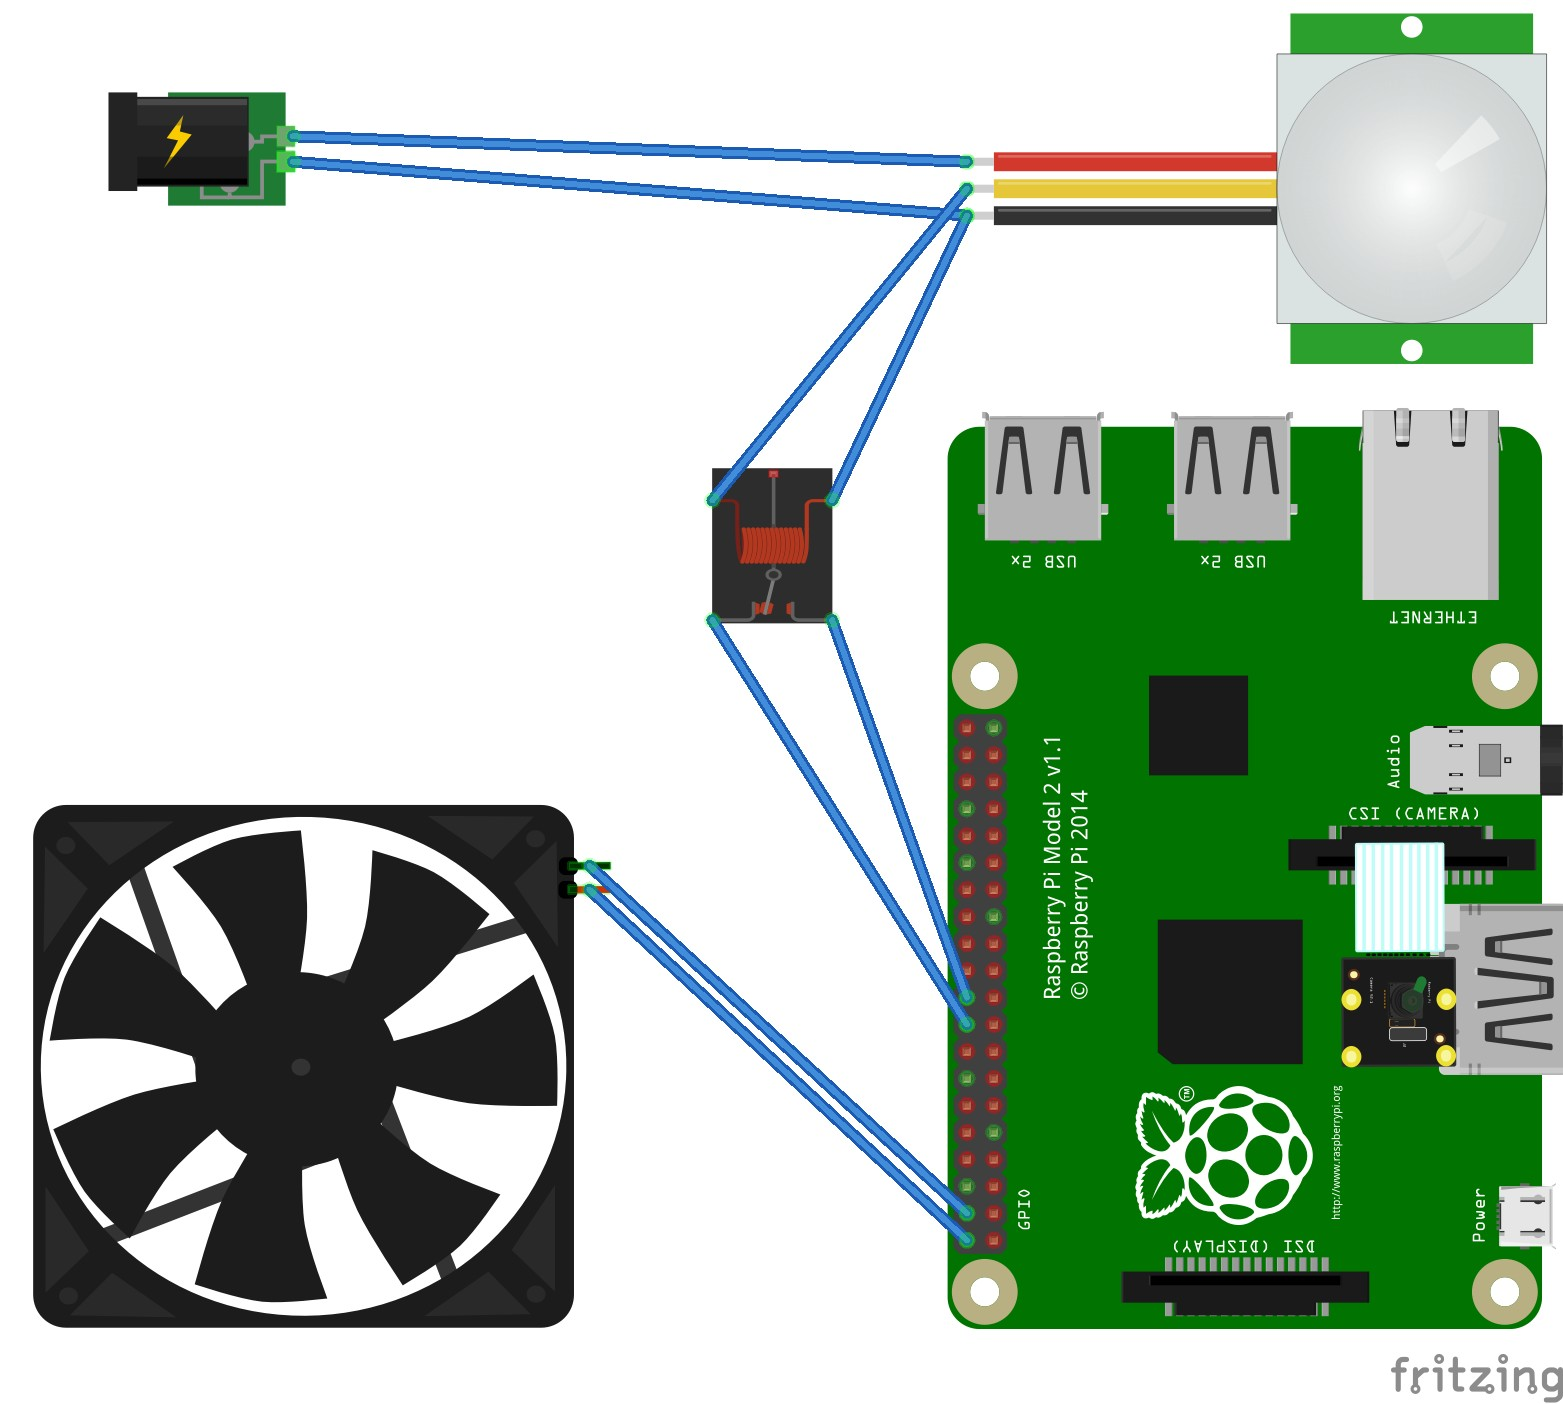 USB 2x
USB 2x
ETHERNET
Audio
CSI (CAMERA)
Raspberry Pi Model 2 v1.1
© Raspberry Pi 2014
TM
http://www.raspberrypi.org
GPIO
Power
DSI (DISPLAY)
fritzing